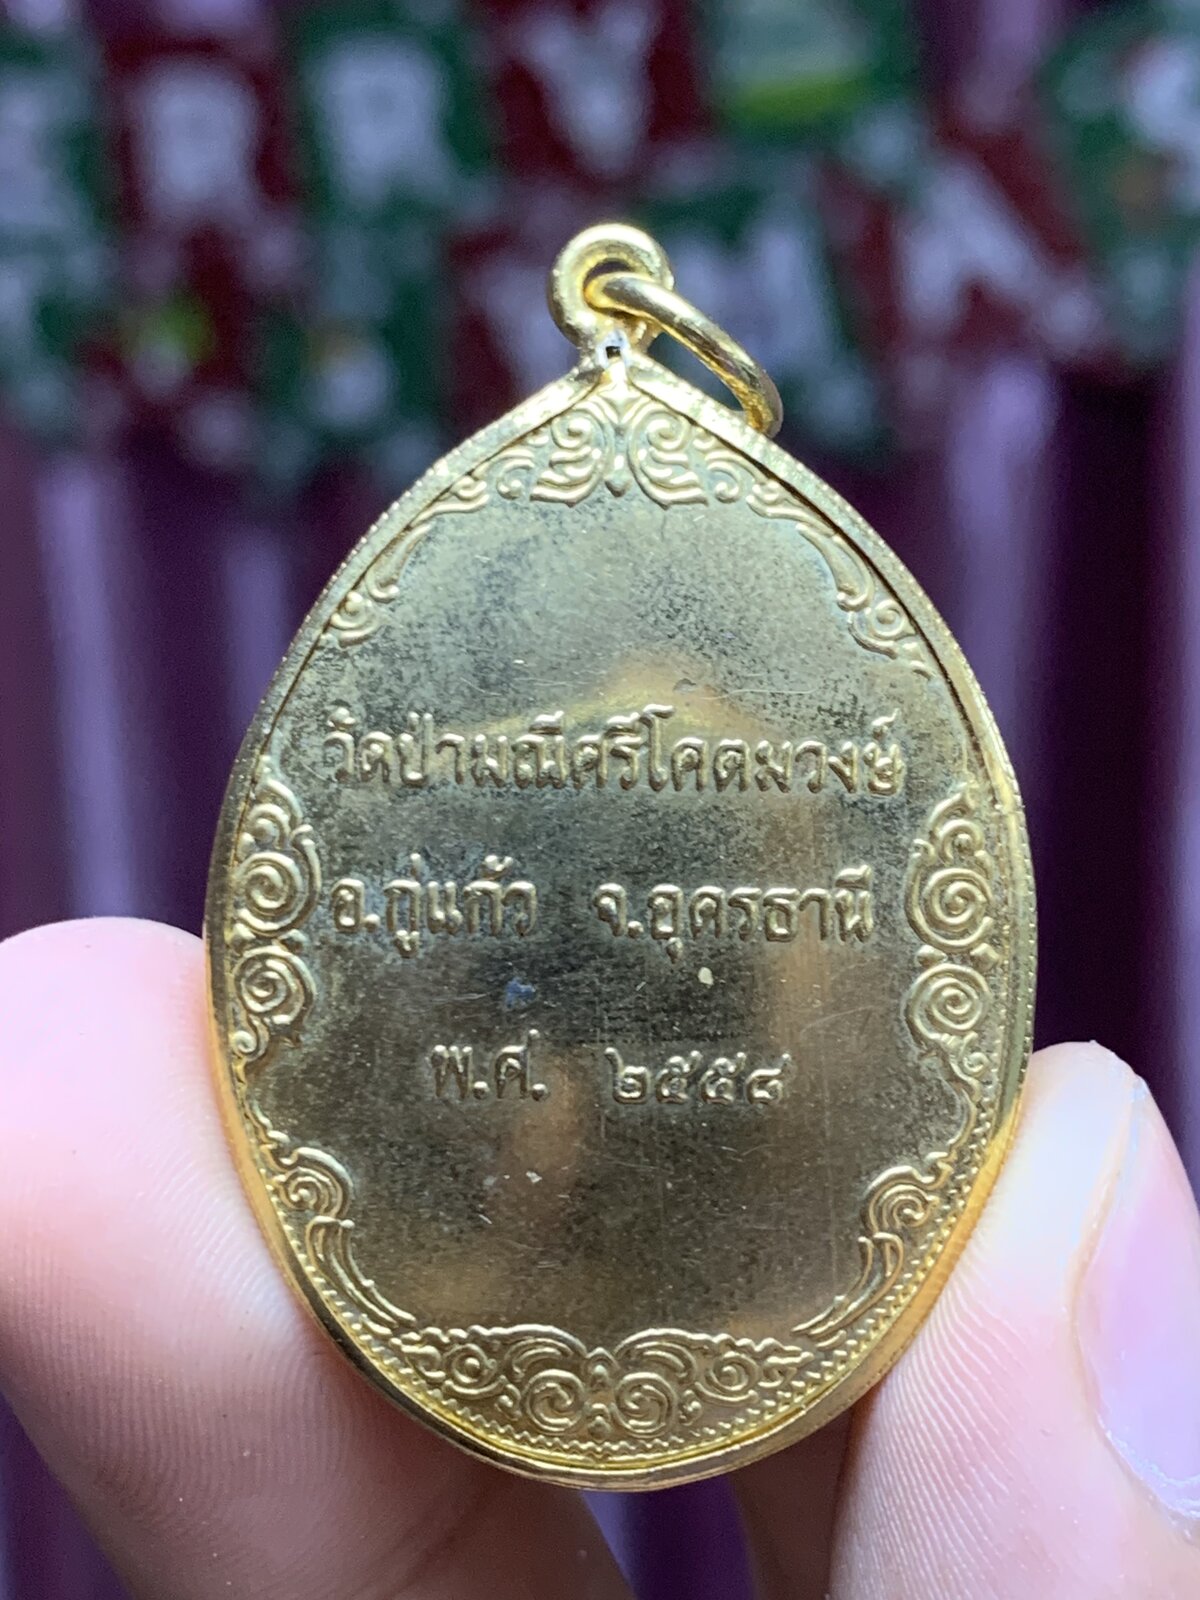 วัดป่ามณีศรีโคตมวงษ์
อ.กู่แก้ว จ.อุดรธานี
พ.ศ. ๒๕๕๘